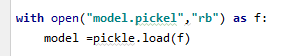 with open("model.pickel","rb") as f:
    model =pickle.load(f)